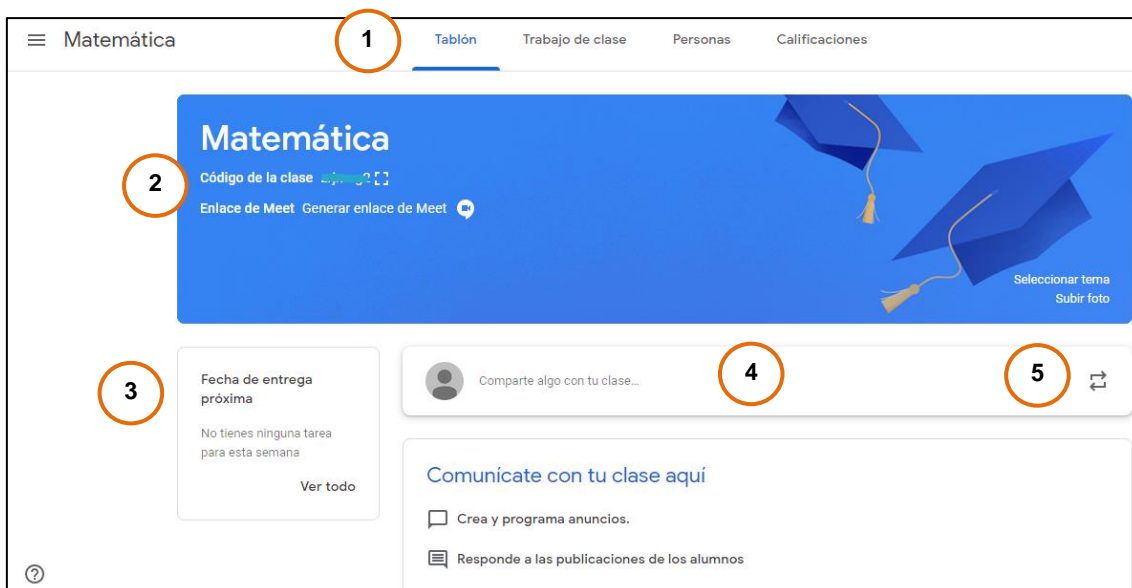 Matemática
1
Tablón
Trabajo de clase
Personas
Calificaciones
Matemática
2
Código de la clase
Enlace de Meet Generar enlace de Meet
Seleccionar tema
Subir foto
3
Fecha de entrega
próxima
No tienes ninguna tarea
para esta semana
Ver todo
Comparte algo con tu clase...
4
5
Comunícate con tu clase aquí
Crea y programa anuncios.
Responde a las publicaciones de los alumnos